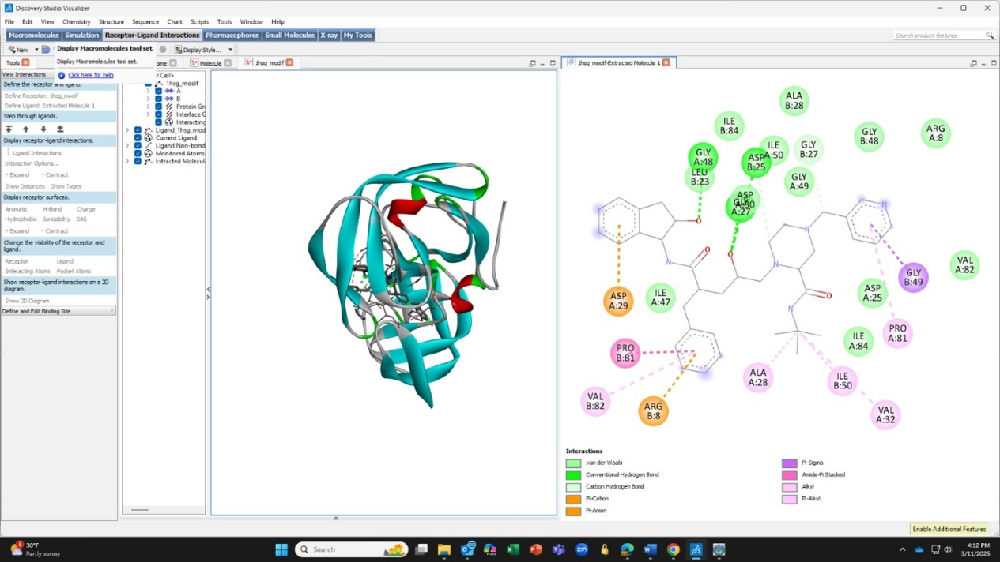 Discovery Studio Visualizer
File Edit View Chemistry Structure Sequence Chart Scripts Tools Window Help
Macromolecules Simulation Receptor-Ligand Interactions Pharmacophores Small Molecules X-ray My Tools
Search product features
New
Display Macromolecules tool set.
Display Style...
Display Macromolecules tool set.
Click here for help
Tools
ome
Molecule
1hsg_modif
1hsg_modif-Extracted Molecule 1
View Interactions
Define the receptor and ligand.
Define Receptor: 1hsg_modif
Define Ligand: Extracted Molecule 1
Step through ligands.
Display receptor-ligand interactions.
Ligand Interactions
Interaction Options...
+ Expand - Contract
Show Distances Show Types
Display receptor surfaces.
Aromatic H-Bond Charge
Hydrophobic Ionizability SAS
+ Expand - Contract
Change the visibility of the receptor and
ligand.
Receptor Ligand
Interacting Atoms Pocket Atoms
Show receptor-ligand interactions on a 2D
diagram.
Show 2D Diagram
Define and Edit Binding Site
<Cell>
1hsg_modif
A
B
Protein Gr
Interface G
Interacting
Ligand_1hsg_mod
Current Ligand
Ligand Non-bond
Monitored Atoms
Extracted Molecul
ALA
B:28
ILE
B:84
GLY
B:48
ARG
A:8
GLY
A:48
LEU
B:23
ASP
B:25
ILE
A:50
GLY
B:27
GLY
A:49
ASP
A:27
O
N
N
O
O
N
N
O
N
ASP
A:29
ILE
A:47
GLY
B:49
VAL
B:82
VAL
A:82
ASP
A:25
PRO
A:81
ILE
A:84
PRO
B:81
ALA
A:28
ILE
B:50
ARG
B:8
VAL
A:32
Interactions
van der Waals
Conventional Hydrogen Bond
Carbon Hydrogen Bond
Pi-Cation
Pi-Anion
Pi-Sigma
Amide-Pi Stacked
Alkyl
Pi-Alkyl
Enable Additional Features
30°F
Partly sunny
Search
4:12 PM
3/11/2025